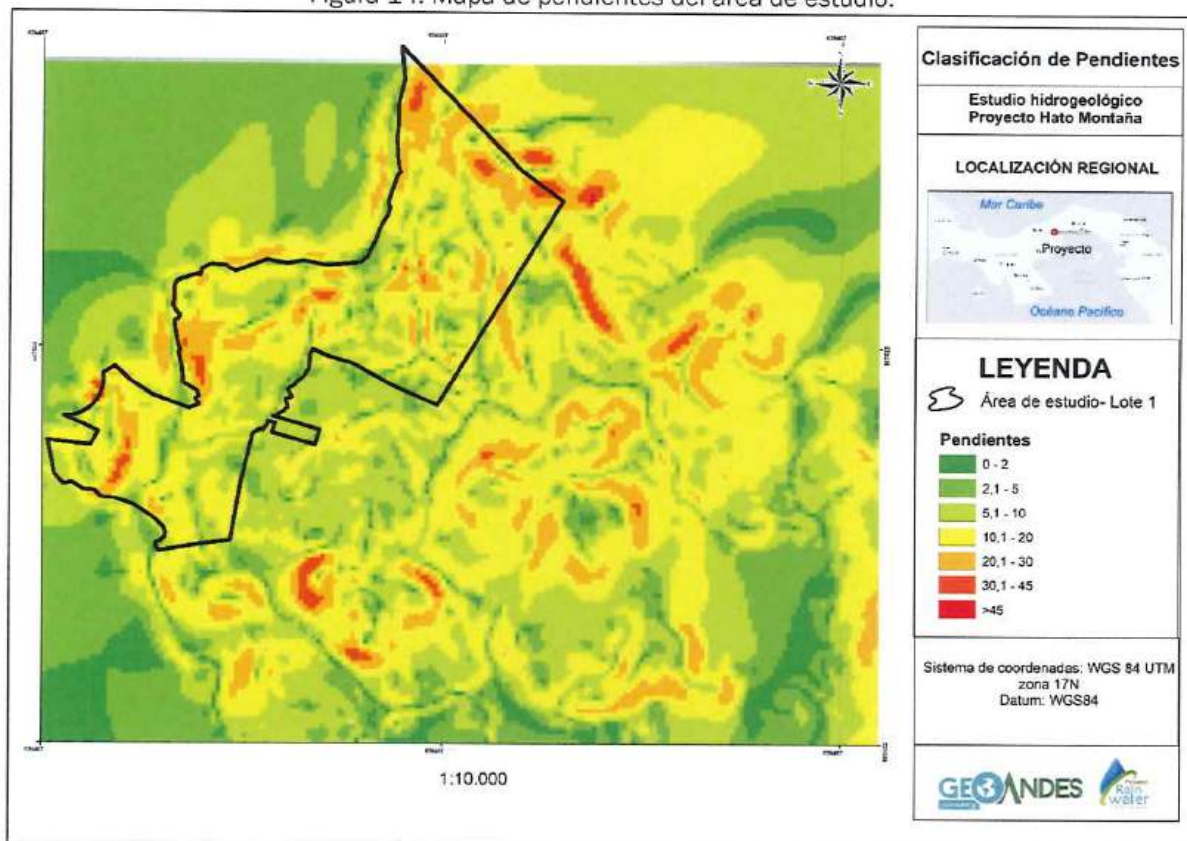 Figura 14. Mapa de pendientes del área de estudio.
Clasificación de Pendientes
Estudio hidrogeológico
Proyecto Hato Montaña
LOCALIZACIÓN REGIONAL
Mar Caribe
Proyecto
Océano Pacífico
LEYENDA
Área de estudio- Lote 1
Pendientes
0 - 2
2,1 - 5
5,1 - 10
10,1 - 20
20,1 - 30
30,1 - 45
>45
Sistema de coordenadas: WGS 84 UTM
zona 17N
Datum: WGS84
1:10.000
GEOANDES
Rain
water